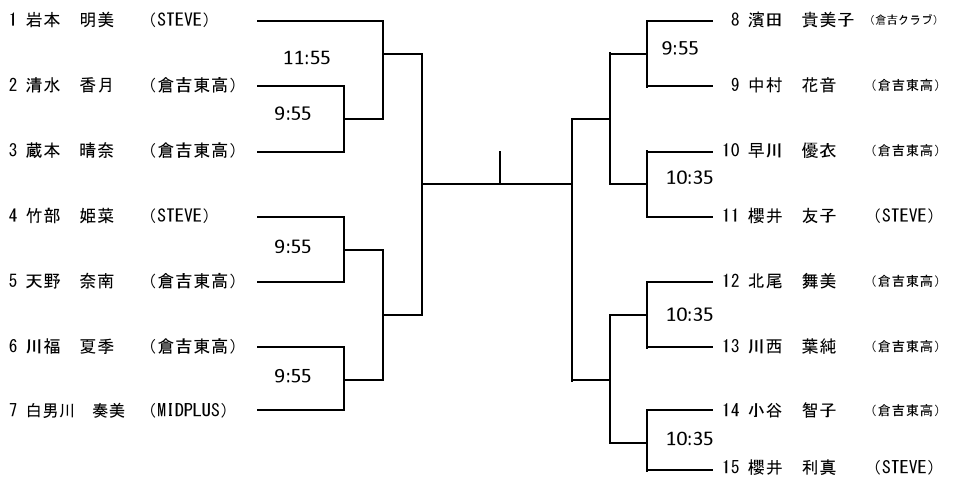 1 岩本　明美 (STEVE)
11:55
2 清水　香月 (倉吉東高)
9:55
3 蔵本　晴奈 (倉吉東高)
4 竹部　姫菜 (STEVE)
9:55
5 天野　奈南 (倉吉東高)
6 川福　夏季 (倉吉東高)
9:55
7 白男川　奏美 (MIDPLUS)
8 濱田　貴美子 (倉吉クラブ)
9:55
9 中村　花音 (倉吉東高)
10 早川　優衣 (倉吉東高)
10:35
11 櫻井　友子 (STEVE)
12 北尾　舞美 (倉吉東高)
10:35
13 川西　葉純 (倉吉東高)
14 小谷　智子 (倉吉東高)
10:35
15 櫻井　利真 (STEVE)